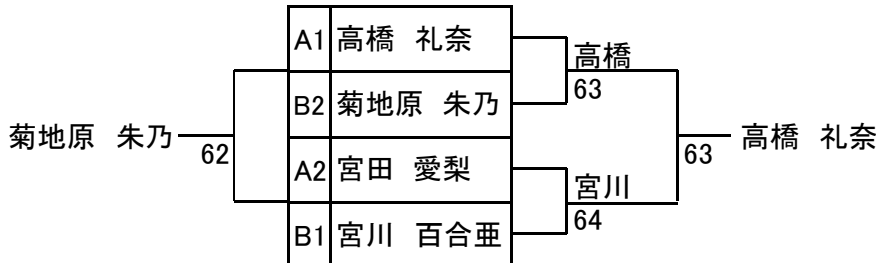 A1 高橋 礼奈
高橋
63
B2 菊地原 朱乃
菊地原 朱乃
62
63
高橋 礼奈
A2 宮田 愛梨
宮川
64
B1 宮川 百合亜